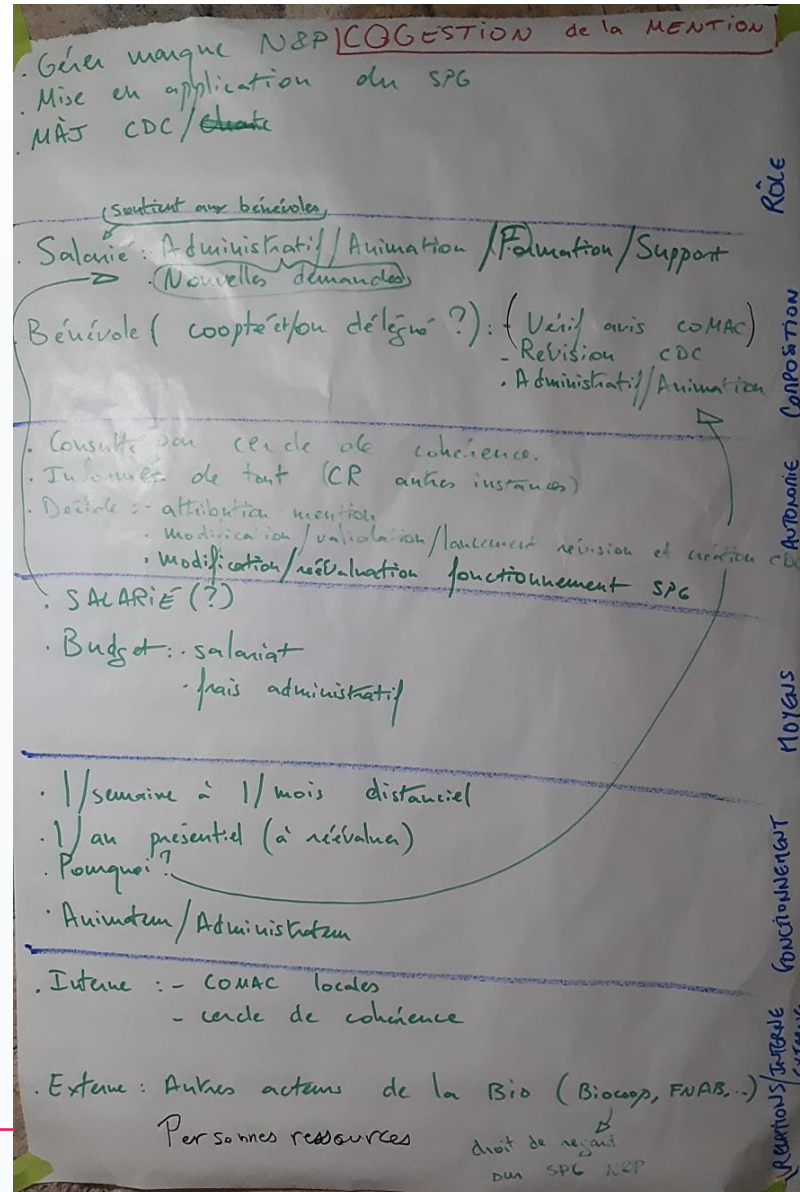 . Gérer marque N&P
COGESTION de la MENTION
. Mise en application du SPG
. MÀJ CDC/Charte
RÔLE
(soutient aux bénévoles)
. Salarié : Administratif/Animation/Formation/Support
. (Nouvelles demandes)
. Bénévole (coopté et/ou délégué ?) : - (Vérif avis COMAC)
- Révision CDC
. Administratif/Animation
COMPOSITION
. Consulté par cercle de cohérence.
. Informés de tout (CR autres instances)
. Décide : - attribution mention
. modification/validation/lancement révision et création CDC
. modification/réévaluation fonctionnement SPG
AUTONOMIE
. SALARIÉ (?)
. Budget : . salariat
. frais administratif
MOYENS
. 1/semaine à 1/mois distanciel
. 1/an présentiel (à réévaluer)
. Pourquoi ?
. Animateur/Administrateur
FONCTIONNEMENT
. Interne : - COMAC locales
- cercle de cohérence
. Externe : Autres acteurs de la Bio (Biocoop, FNAB...)
Personnes ressources
droit de regard
sur SPG N&P
RELATIONS/INTERNE
EXTERNE